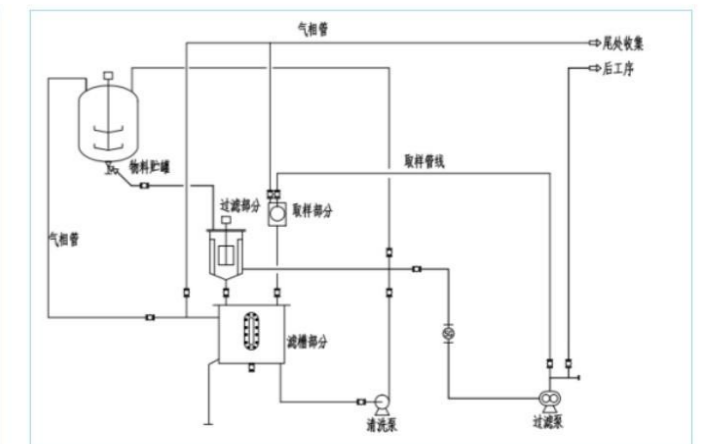 气相管
尾处收集
后工序
物料贮罐
取样管线
过滤部分
取样部分
气相管
滤槽部分
清洗泵
过滤泵